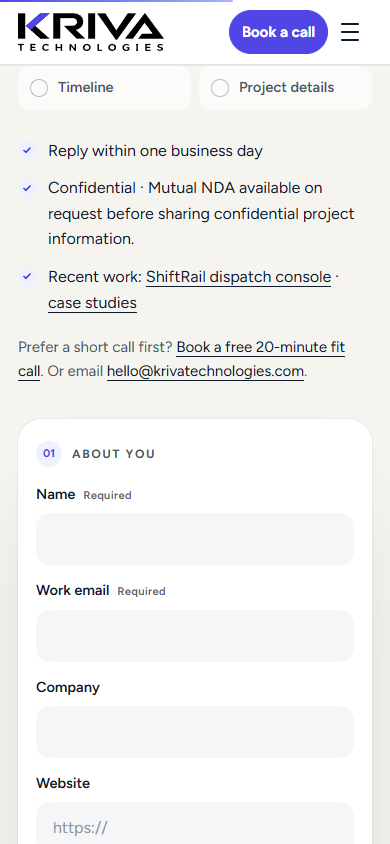 KRIVA
TECHNOLOGIES
Book a call
Timeline
Project details
Reply within one business day
Confidential · Mutual NDA available on
request before sharing confidential project
information.
Recent work: ShiftRail dispatch console ·
case studies
Prefer a short call first? Book a free 20-minute fit
call. Or email hello@krivatechnologies.com.
01 ABOUT YOU
Name Required
Work email Required
Company
Website
https://